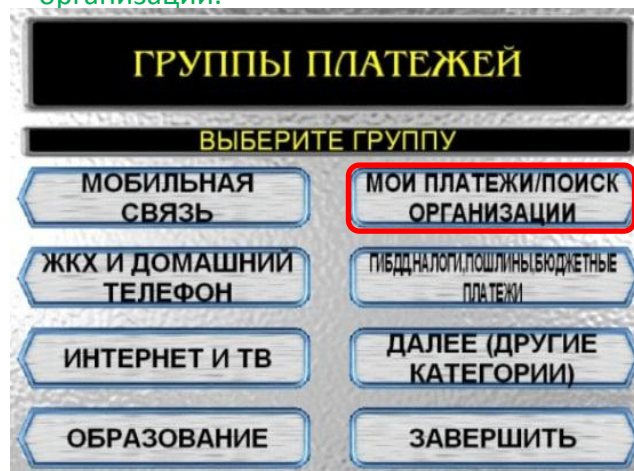 организации.
ГРУППЫ ПЛАТЕЖЕЙ
ВЫБЕРИТЕ ГРУППУ
МОБИЛЬНАЯ
СВЯЗЬ
МОИ ПЛАТЕЖИ/ПОИСК
ОРГАНИЗАЦИИ
ЖКХ И ДОМАШНИЙ
ТЕЛЕФОН
ГИБДД,НАЛОГИ,ПОШЛИНЫ,БЮДЖЕТНЫЕ
ПЛАТЕЖИ
ИНТЕРНЕТ И ТВ
ДАЛЕЕ (ДРУГИЕ
КАТЕГОРИИ)
ОБРАЗОВАНИЕ
ЗАВЕРШИТЬ